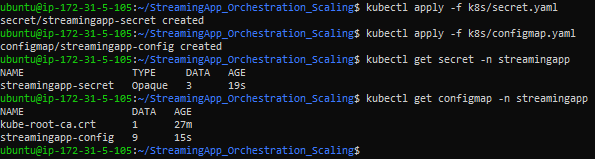 ubuntu@ip-172-31-5-105:~/StreamingApp_Orchestration_Scaling$ kubectl apply -f k8s/secret.yaml
secret/streamingapp-secret created
ubuntu@ip-172-31-5-105:~/StreamingApp_Orchestration_Scaling$ kubectl apply -f k8s/configmap.yaml
configmap/streamingapp-config created
ubuntu@ip-172-31-5-105:~/StreamingApp_Orchestration_Scaling$ kubectl get secret -n streamingapp
NAME                  TYPE     DATA   AGE
streamingapp-secret   Opaque   3      19s
ubuntu@ip-172-31-5-105:~/StreamingApp_Orchestration_Scaling$ kubectl get configmap -n streamingapp
NAME                  DATA   AGE
kube-root-ca.crt      1      27m
streamingapp-config   9      15s
ubuntu@ip-172-31-5-105:~/StreamingApp_Orchestration_Scaling$